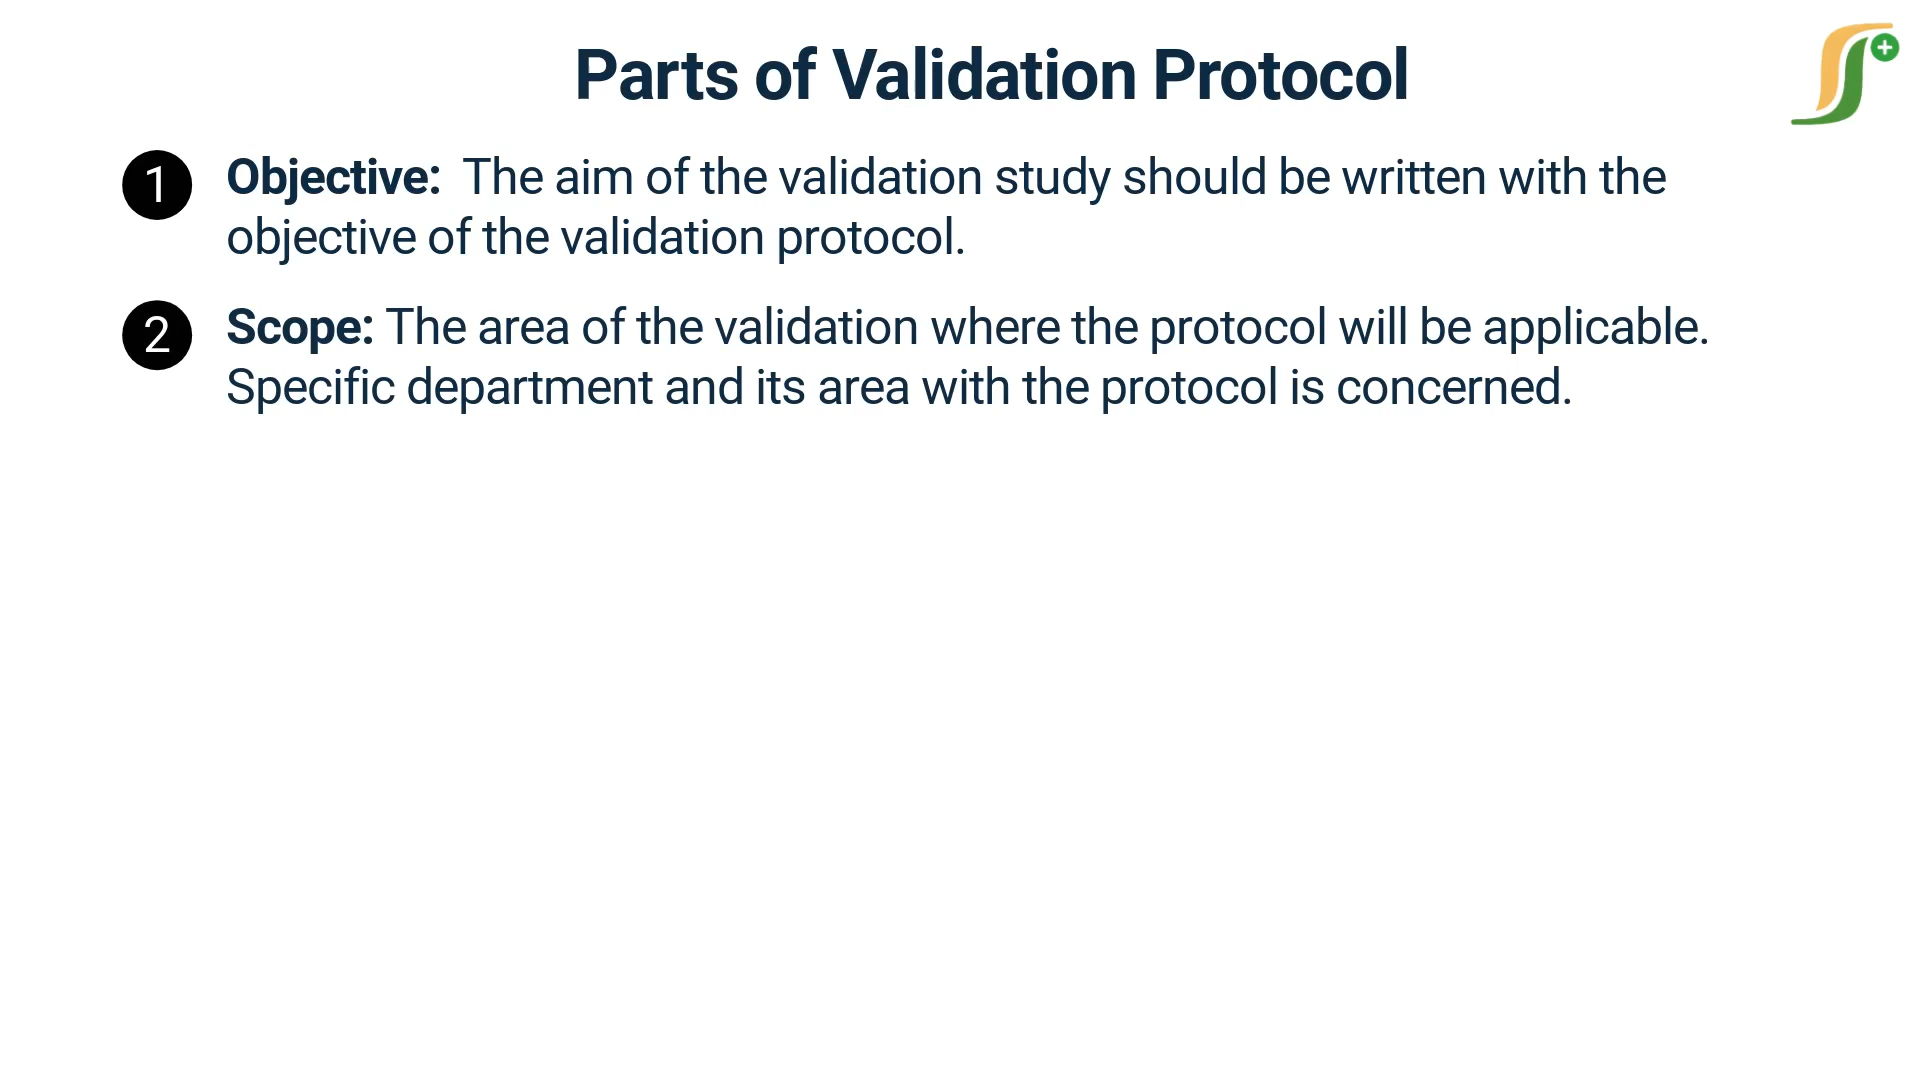 Parts of Validation Protocol
1 Objective: The aim of the validation study should be written with the
objective of the validation protocol.
2 Scope: The area of the validation where the protocol will be applicable.
Specific department and its area with the protocol is concerned.